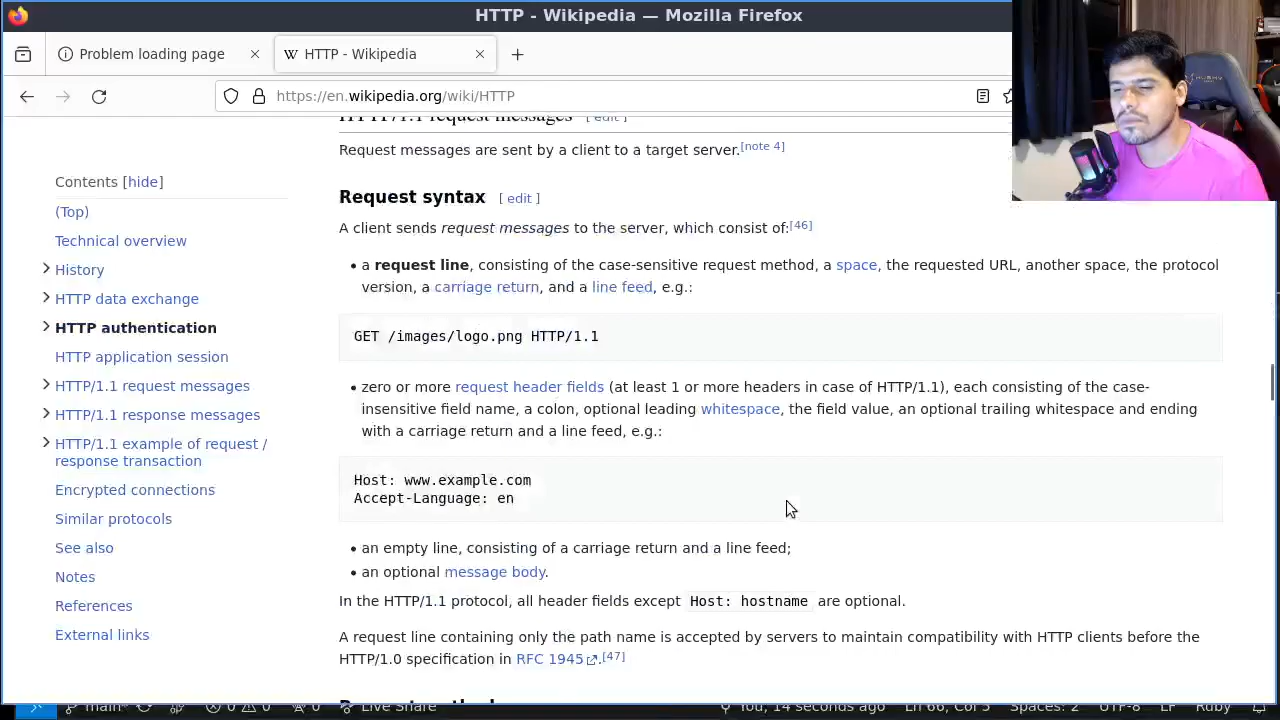 HTTP - Wikipedia — Mozilla Firefox
Problem loading page
HTTP - Wikipedia
https://en.wikipedia.org/wiki/HTTP
HTTP/1.1 request messages [ edit ]
Request messages are sent by a client to a target server.[note 4]
Contents [hide]
(Top)
Technical overview
History
HTTP data exchange
HTTP authentication
HTTP application session
HTTP/1.1 request messages
HTTP/1.1 response messages
HTTP/1.1 example of request /
response transaction
Encrypted connections
Similar protocols
See also
Notes
References
External links
Request syntax [ edit ]
A client sends request messages to the server, which consist of:[46]
• a request line, consisting of the case-sensitive request method, a space, the requested URL, another space, the protocol
version, a carriage return, and a line feed, e.g.:
GET /images/logo.png HTTP/1.1
• zero or more request header fields (at least 1 or more headers in case of HTTP/1.1), each consisting of the case-
insensitive field name, a colon, optional leading whitespace, the field value, an optional trailing whitespace and ending
with a carriage return and a line feed, e.g.:
Host: www.example.com
Accept-Language: en
• an empty line, consisting of a carriage return and a line feed;
• an optional message body.
In the HTTP/1.1 protocol, all header fields except Host: hostname are optional.
A request line containing only the path name is accepted by servers to maintain compatibility with HTTP clients before the
HTTP/1.0 specification in RFC 1945.[47]
main* 0 0 0 Live Share You, 14 seconds ago Ln 66, Col 5 Spaces: 2 UTF-8 LF Ruby